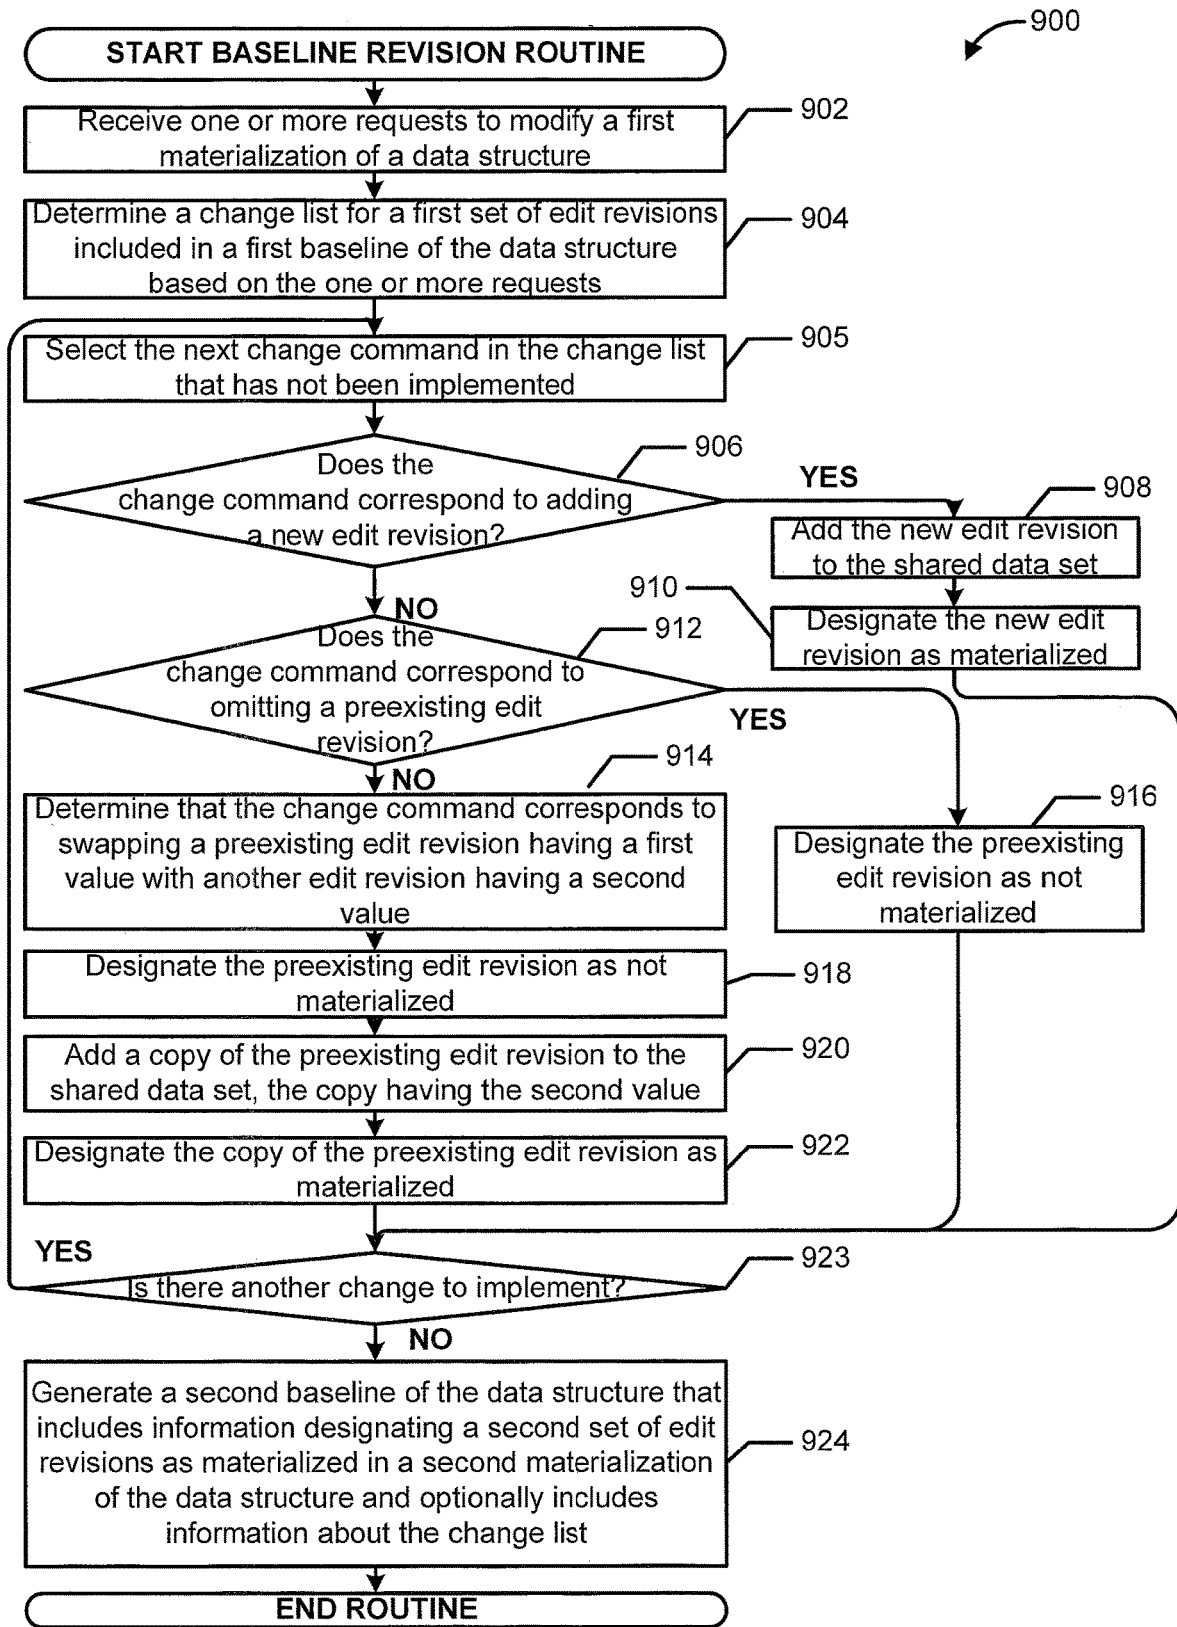 900
START BASELINE REVISION ROUTINE
902
Receive one or more requests to modify a first
materialization of a data structure
904
Determine a change list for a first set of edit revisions
included in a first baseline of the data structure
based on the one or more requests
905
Select the next change command in the change list
that has not been implemented
906
Does the
change command correspond to adding
a new edit revision?
YES
908
Add the new edit revision
to the shared data set
910
Designate the new edit
revision as materialized
NO
912
Does the
change command correspond to
omitting a preexisting edit
revision?
YES
NO
914
Determine that the change command corresponds to
swapping a preexisting edit revision having a first
value with another edit revision having a second
value
916
Designate the preexisting
edit revision as not
materialized
Designate the preexisting edit revision as not
materialized
918
Add a copy of the preexisting edit revision to the
shared data set, the copy having the second value
920
Designate the copy of the preexisting edit revision as
materialized
922
YES
Is there another change to implement?
923
NO
Generate a second baseline of the data structure that
includes information designating a second set of edit
revisions as materialized in a second materialization
of the data structure and optionally includes
information about the change list
924
END ROUTINE